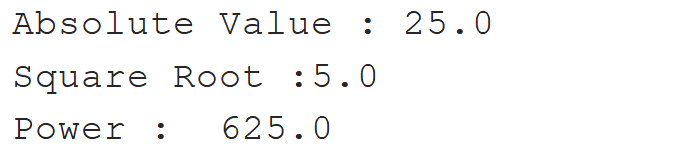 Absolute Value : 25.0
Square Root :5.0
Power :  625.0